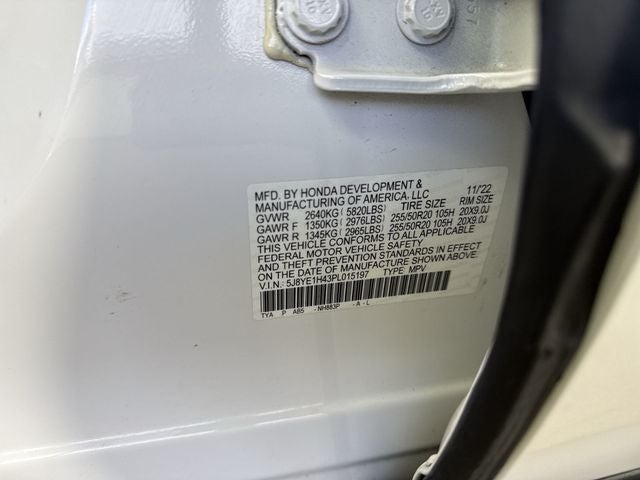 MFD. BY HONDA DEVELOPMENT & 11/'22
MANUFACTURING OF AMERICA, LLC
TIRE SIZE RIM SIZE
GVWR 2640KG ( 5820LBS)
GAWR F 1350KG ( 2976LBS) 255/50R20 105H 20X9.0J
GAWR R 1345KG ( 2965LBS) 255/50R20 105H 20X9.0J
THIS VEHICLE CONFORMS TO ALL APPLICABLE
FEDERAL MOTOR VEHICLE SAFETY
AND THEFT PREVENTION STANDARDS IN EFFECT
ON THE DATE OF MANUFACTURE SHOWN ABOVE.
V.I.N.: 5J8YE1H43PL015197 TYPE: MPV
TYA P AB5 -NH883P -A-L